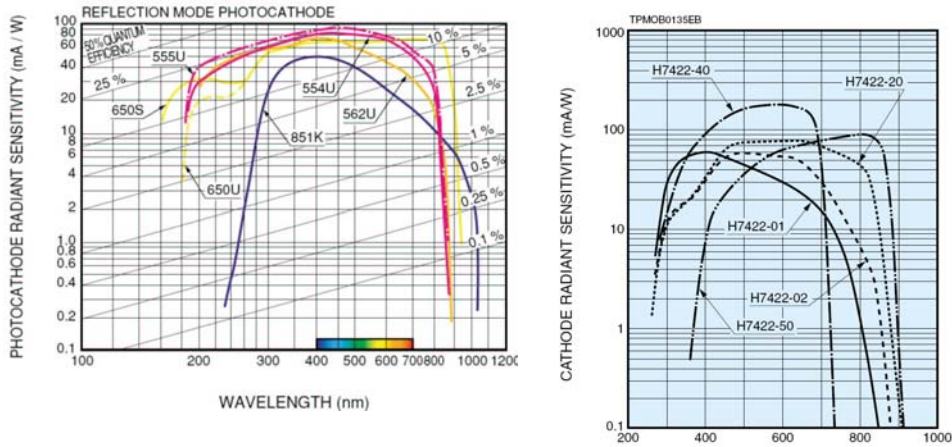 REFLECTION MODE PHOTOCATHODE
PHOTOCATHODE RADIANT SENSITIVITY (mA / W)
100
80
60
40
20
10
8
6
4
2
1.0
0.8
0.6
0.4
0.2
0.1
50% QUANTUM
EFFICIENCY
25 %
10 %
5 %
2.5 %
1 %
0.5 %
0.25 %
0.1 %
555U
650S
650U
554U
562U
851K
100
200
300
400
500
600
700
800
1000
1200
WAVELENGTH (nm)
TPMOB0135EB
CATHODE RADIANT SENSITIVITY (mA/W)
1000
100
10
1
0.1
H7422-40
H7422-20
H7422-01
H7422-02
H7422-50
200
400
600
800
1000